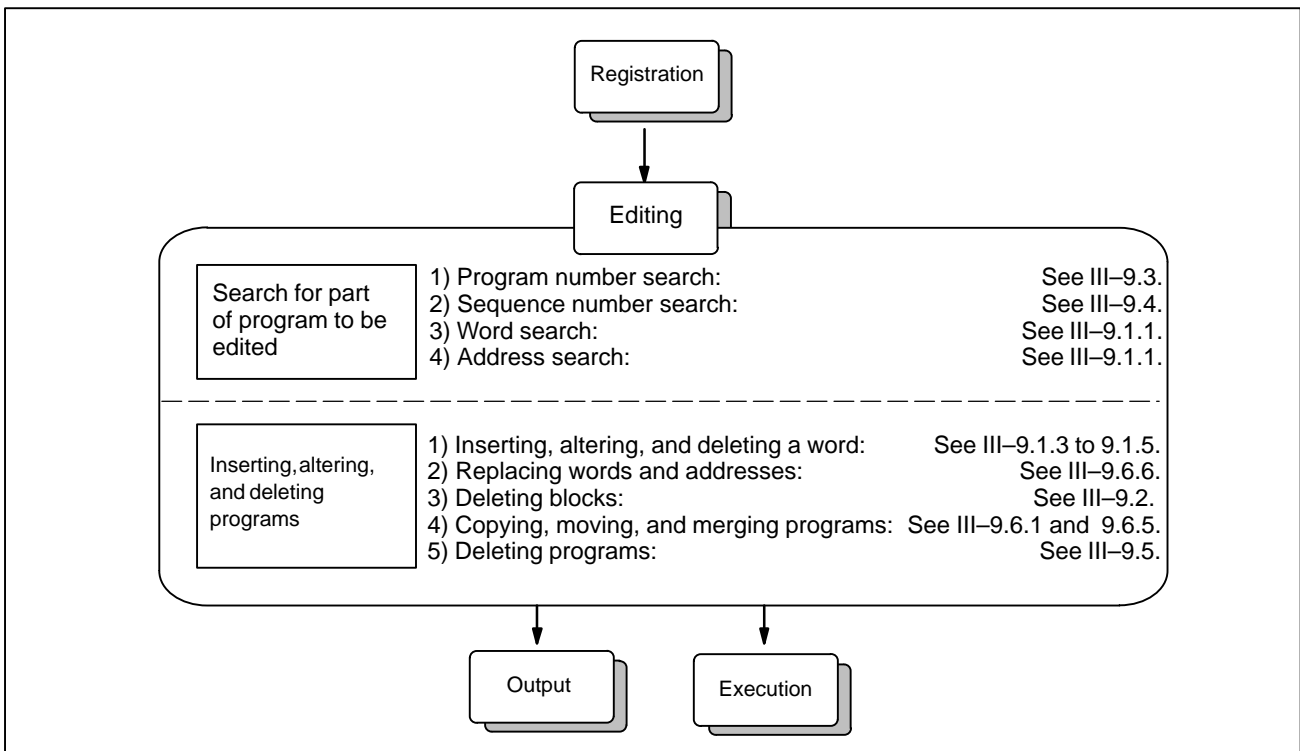 Registration
Editing
Search for part
of program to be
edited
1) Program number search: See III–9.3.
2) Sequence number search: See III–9.4.
3) Word search: See III–9.1.1.
4) Address search: See III–9.1.1.
Inserting, altering,
and deleting
programs
1) Inserting, altering, and deleting a word: See III–9.1.3 to 9.1.5.
2) Replacing words and addresses: See III–9.6.6.
3) Deleting blocks: See III–9.2.
4) Copying, moving, and merging programs: See III–9.6.1 and 9.6.5.
5) Deleting programs: See III–9.5.
Output
Execution